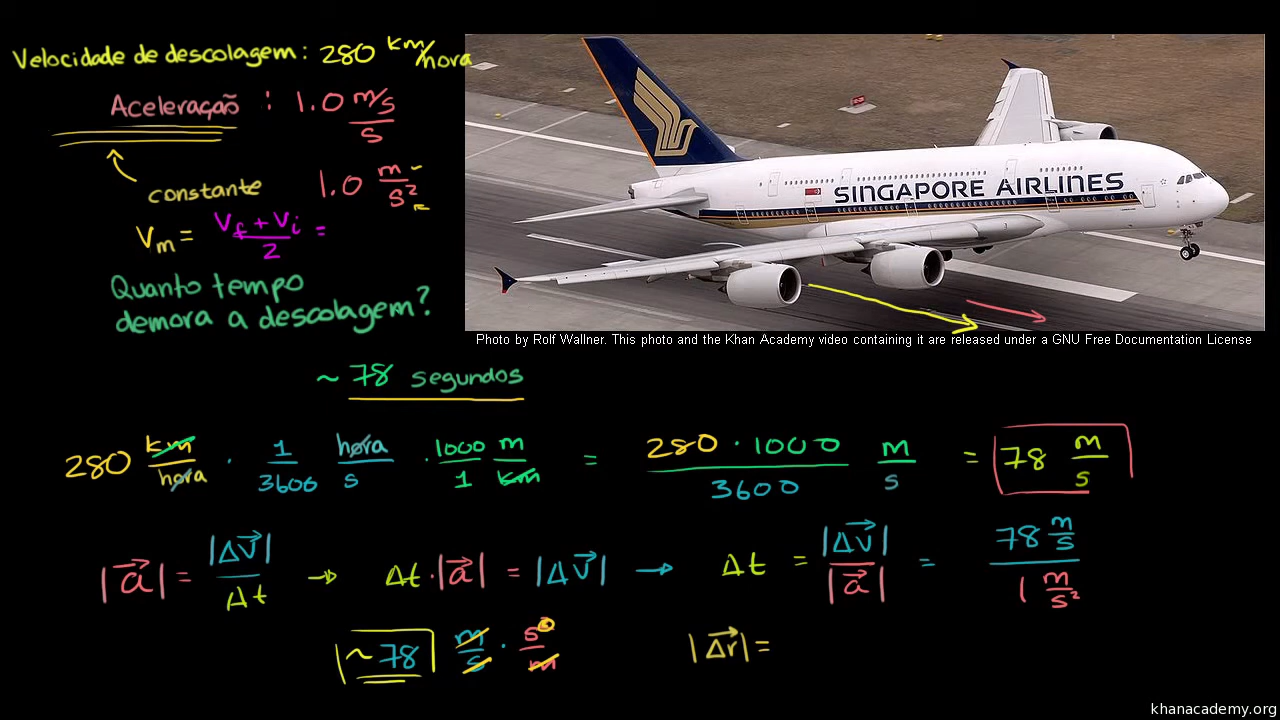 Velocidade de descolagem: 280 km/hora
Aceleração : 1.0 m/s / s
constante
1.0 m/s²
Vm = (Vf + Vi)/2 =
Quanto tempo
demora a descolagem?
SINGAPORE AIRLINES
Photo by Rolf Wallner. This photo and the Khan Academy video containing it are released under a GNU Free Documentation License
~ 78 segundos
280 km/hora · 1/3600 hora/s · 1000/1 m/km = 280 · 1000 / 3600 m/s = 78 m/s
|a⃗| = |Δv⃗| / Δt → Δt · |a⃗| = |Δv⃗| → Δt = |Δv⃗| / |a⃗| = 78 m/s / 1 m/s²
~ 78 m/s · s²/m
|Δr⃗| =
khanacademy.org